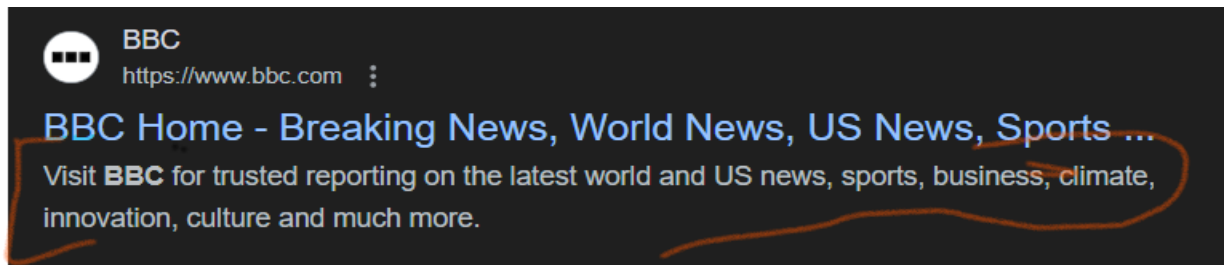 BBC
https://www.bbc.com
BBC Home - Breaking News, World News, US News, Sports ...
Visit BBC for trusted reporting on the latest world and US news, sports, business, climate,
innovation, culture and much more.